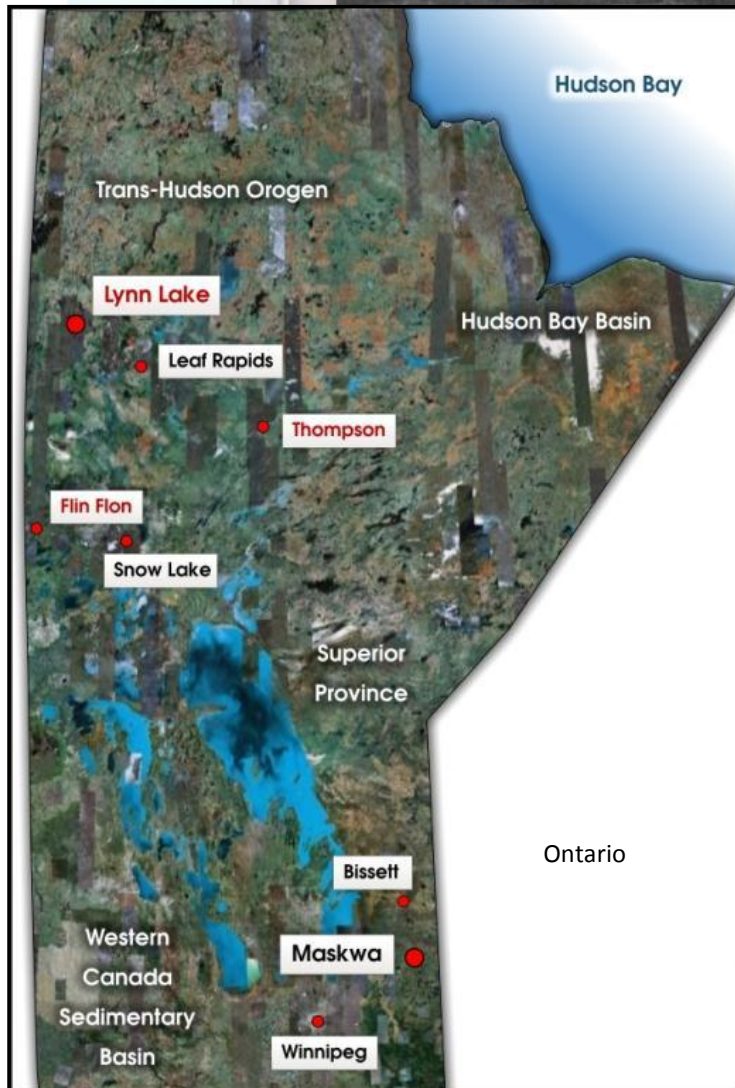 Hudson Bay
Trans-Hudson Orogen
Lynn Lake
Hudson Bay Basin
Leaf Rapids
Thompson
Flin Flon
Snow Lake
Superior
Province
Ontario
Bissett
Western
Canada
Sedimentary
Basin
Maskwa
Winnipeg